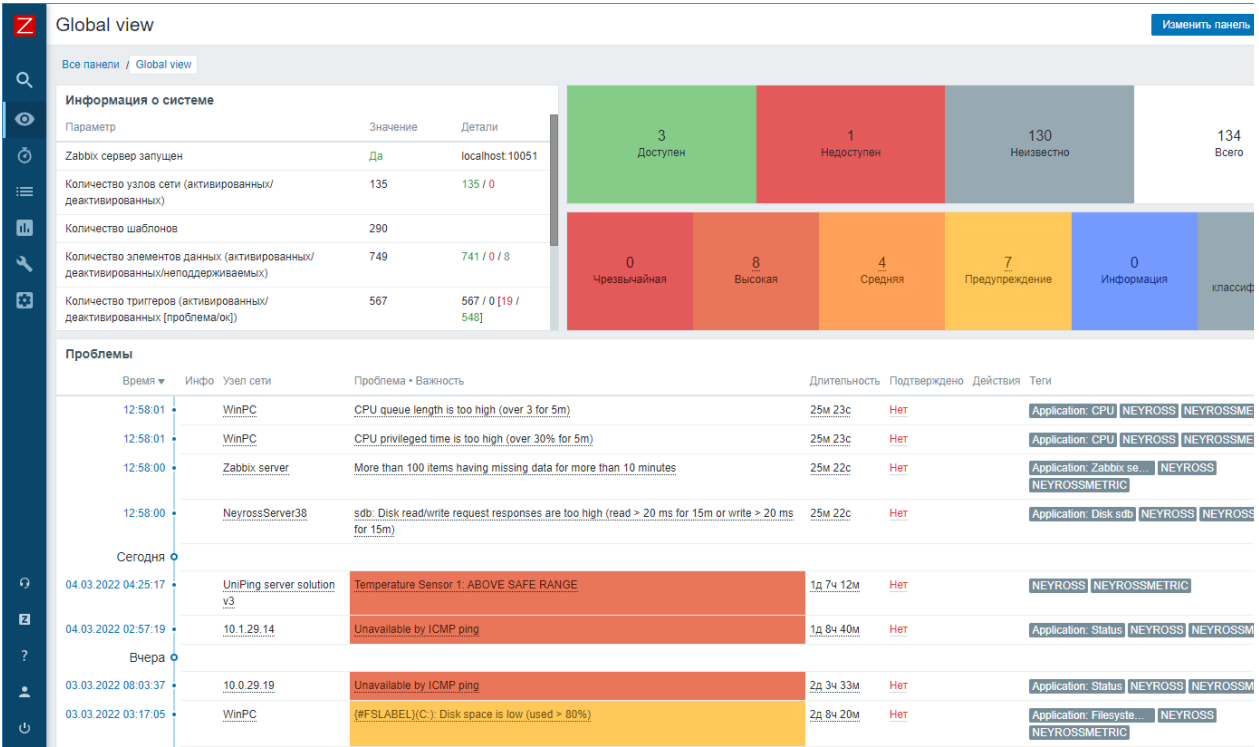 Z
Global view
Изменить панель
Все панели / Global view
Информация о системе
Параметр Значение Детали
Zabbix сервер запущен Да localhost:10051
Количество узлов сети (активированных/ 135 135 / 0
деактивированных)
Количество шаблонов 290
Количество элементов данных (активированных/ 749 741 / 0 / 8
деактивированных/неподдерживаемых)
Количество триггеров (активированных/ 567 567 / 0 [19 /
деактивированных [проблема/ок]) 548]
3 1 130 134
Доступен Недоступен Неизвестно Всего
0 8 4 7 0
Чрезвычайная Высокая Средняя Предупреждение Информация
классиф
Проблемы
Время Инфо Узел сети Проблема • Важность Длительность Подтверждено Действия Теги
12:58:01 WinPC CPU queue length is too high (over 3 for 5m) 25м 23с Нет Application: CPU NEYROSS NEYROSSME
12:58:01 WinPC CPU privileged time is too high (over 30% for 5m) 25м 23с Нет Application: CPU NEYROSS NEYROSSME
12:58:00 Zabbix server More than 100 items having missing data for more than 10 minutes 25м 22с Нет Application: Zabbix se... NEYROSS
NEYROSSMETRIC
12:58:00 NeyrossServer38 sdb: Disk read/write request responses are too high (read > 20 ms for 15m or write > 20 ms 25м 22с Нет Application: Disk sdb NEYROSS NEYROSS
for 15m)
Сегодня
04.03.2022 04:25:17 UniPing server solution Temperature Sensor 1: ABOVE SAFE RANGE 1д 7ч 12м Нет NEYROSS NEYROSSMETRIC
v3
04.03.2022 02:57:19 10.1.29.14 Unavailable by ICMP ping 1д 8ч 40м Нет Application: Status NEYROSS NEYROSSM
Вчера
03.03.2022 08:03:37 10.0.29.19 Unavailable by ICMP ping 2д 3ч 33м Нет Application: Status NEYROSS NEYROSSM
03.03.2022 03:17:05 WinPC {#FSLABEL}(C:): Disk space is low (used > 80%) 2д 8ч 20м Нет Application: Filesyste... NEYROSS
NEYROSSMETRIC
Z
?